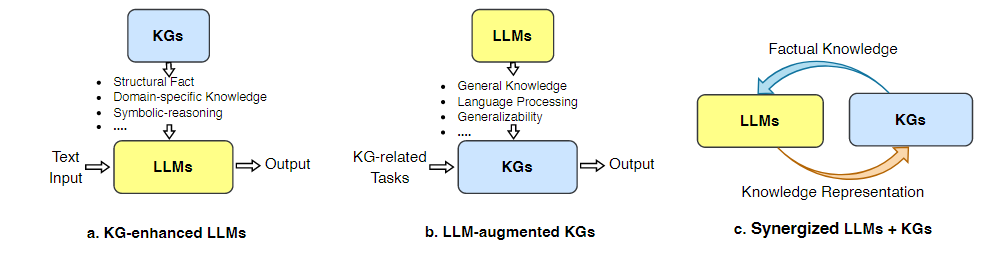 KGs
• Structural Fact
• Domain-specific Knowledge
• Symbolic-reasoning
• ....
Text
Input
LLMs
Output
a. KG-enhanced LLMs
LLMs
• General Knowledge
• Language Processing
• Generalizability
• ....
KG-related
Tasks
KGs
Output
b. LLM-augmented KGs
Factual Knowledge
LLMs
KGs
Knowledge Representation
c. Synergized LLMs + KGs